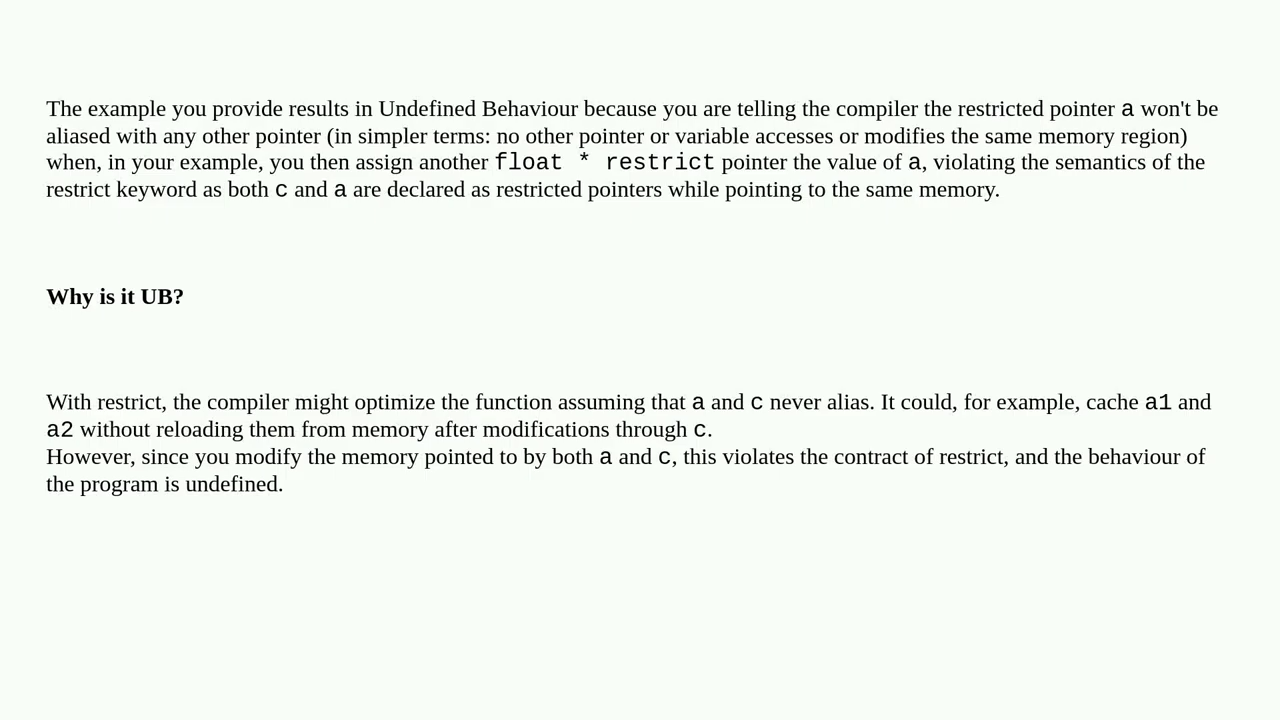 The example you provide results in Undefined Behaviour because you are telling the compiler the restricted pointer a won't be
aliased with any other pointer (in simpler terms: no other pointer or variable accesses or modifies the same memory region)
when, in your example, you then assign another float * restrict pointer the value of a, violating the semantics of the
restrict keyword as both c and a are declared as restricted pointers while pointing to the same memory.
Why is it UB?
With restrict, the compiler might optimize the function assuming that a and c never alias. It could, for example, cache a1 and
a2 without reloading them from memory after modifications through c.
However, since you modify the memory pointed to by both a and c, this violates the contract of restrict, and the behaviour of
the program is undefined.